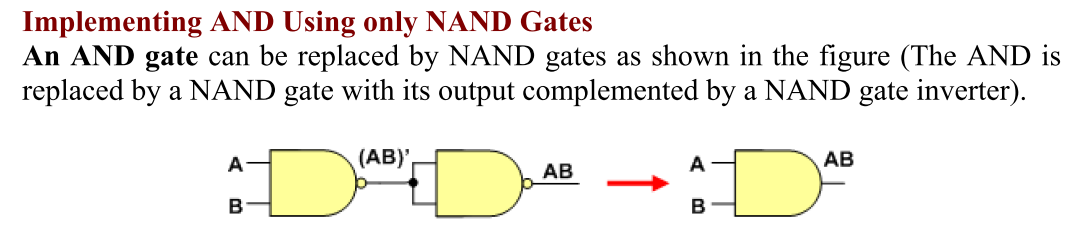 Implementing AND Using only NAND Gates
An AND gate can be replaced by NAND gates as shown in the figure (The AND is
replaced by a NAND gate with its output complemented by a NAND gate inverter).
A (AB)' AB A AB
B B